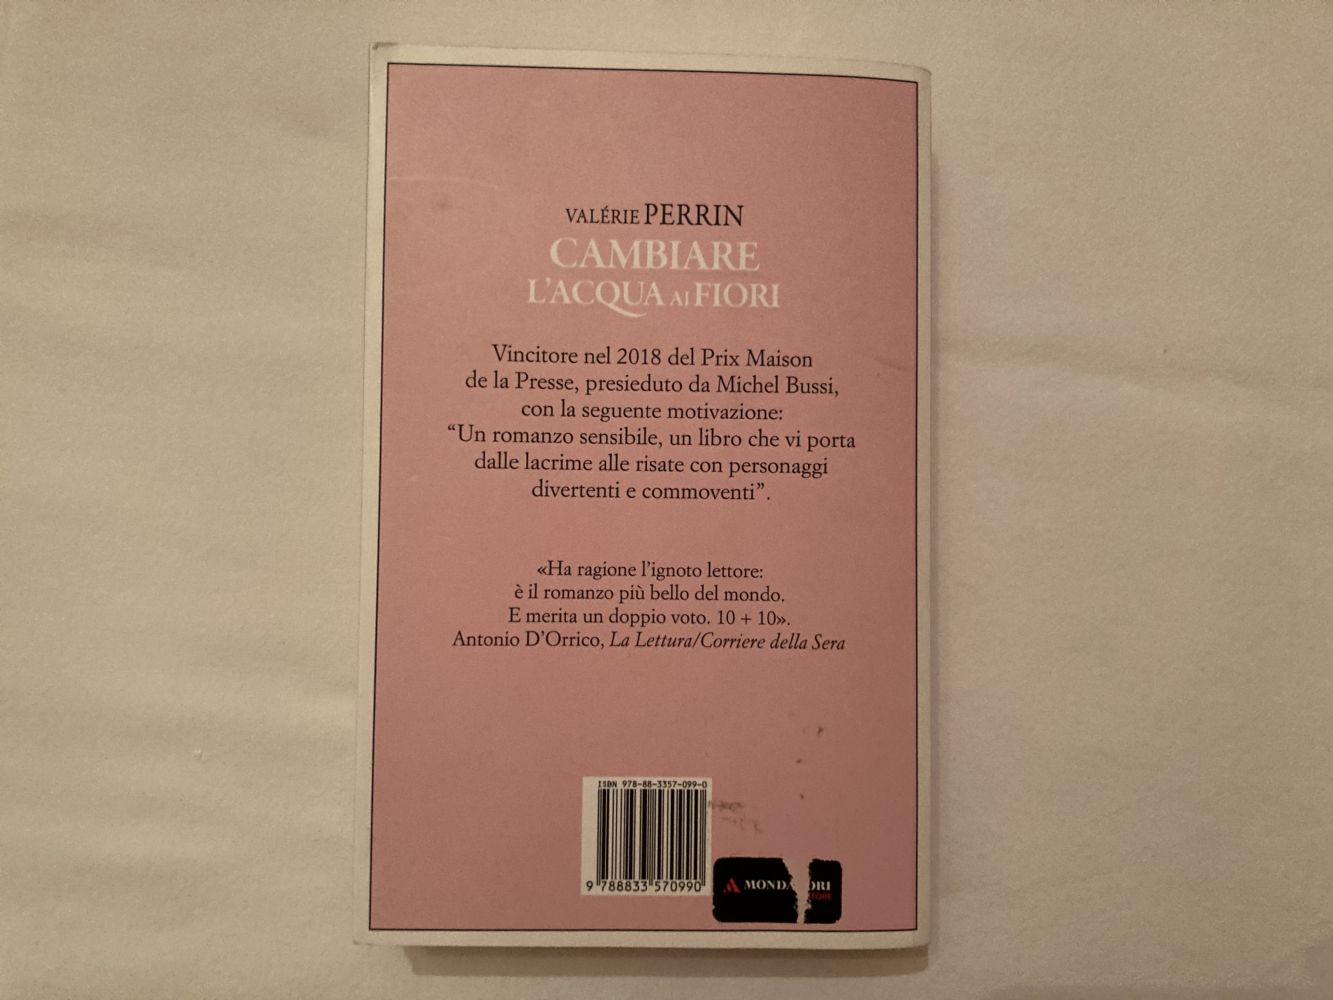 VALÉRIE PERRIN
CAMBIARE
L'ACQUA AI FIORI
Vincitore nel 2018 del Prix Maison
de la Presse, presieduto da Michel Bussi,
con la seguente motivazione:
“Un romanzo sensibile, un libro che vi porta
dalle lacrime alle risate con personaggi
divertenti e commoventi”.
«Ha ragione l'ignoto lettore:
è il romanzo più bello del mondo.
E merita un doppio voto. 10 + 10».
Antonio D'Orrico, La Lettura/Corriere della Sera
ISBN 978-88-3357-099-0
9 788833 570990